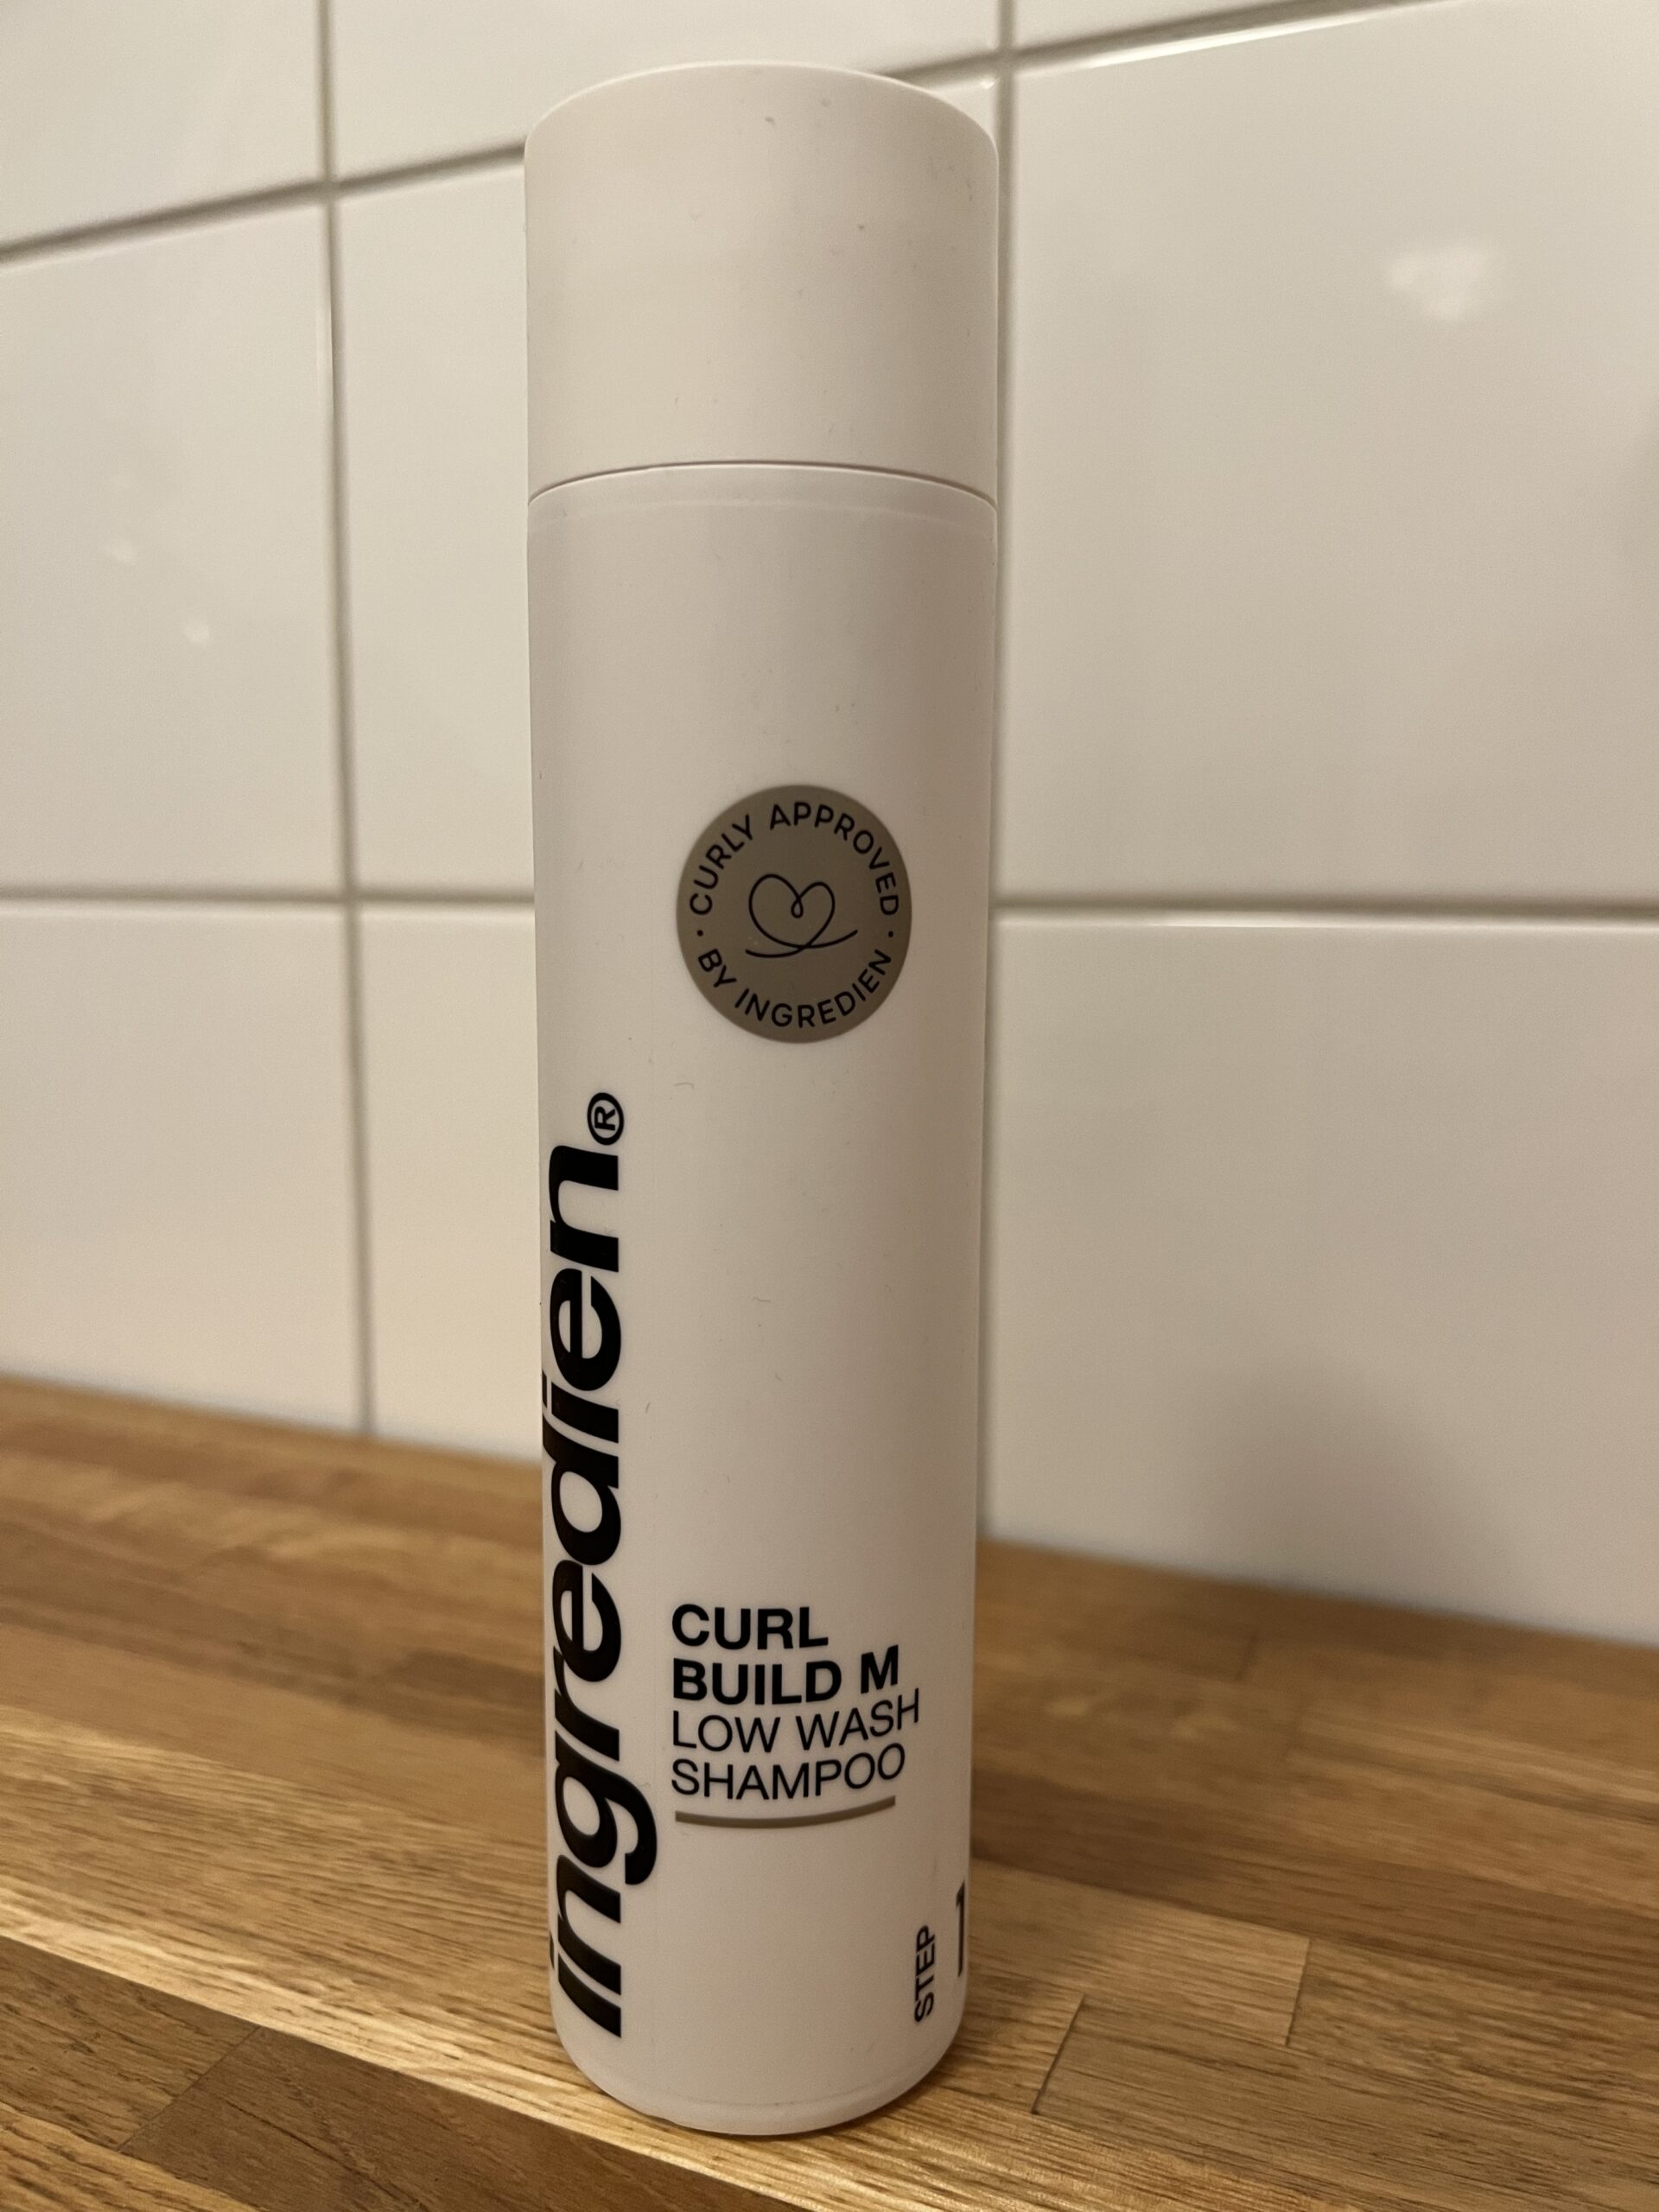 CURLY APPROVED
BY INGREDIEN
ingredien®
CURL
BUILD M
LOW WASH
SHAMPOO
STEP 1